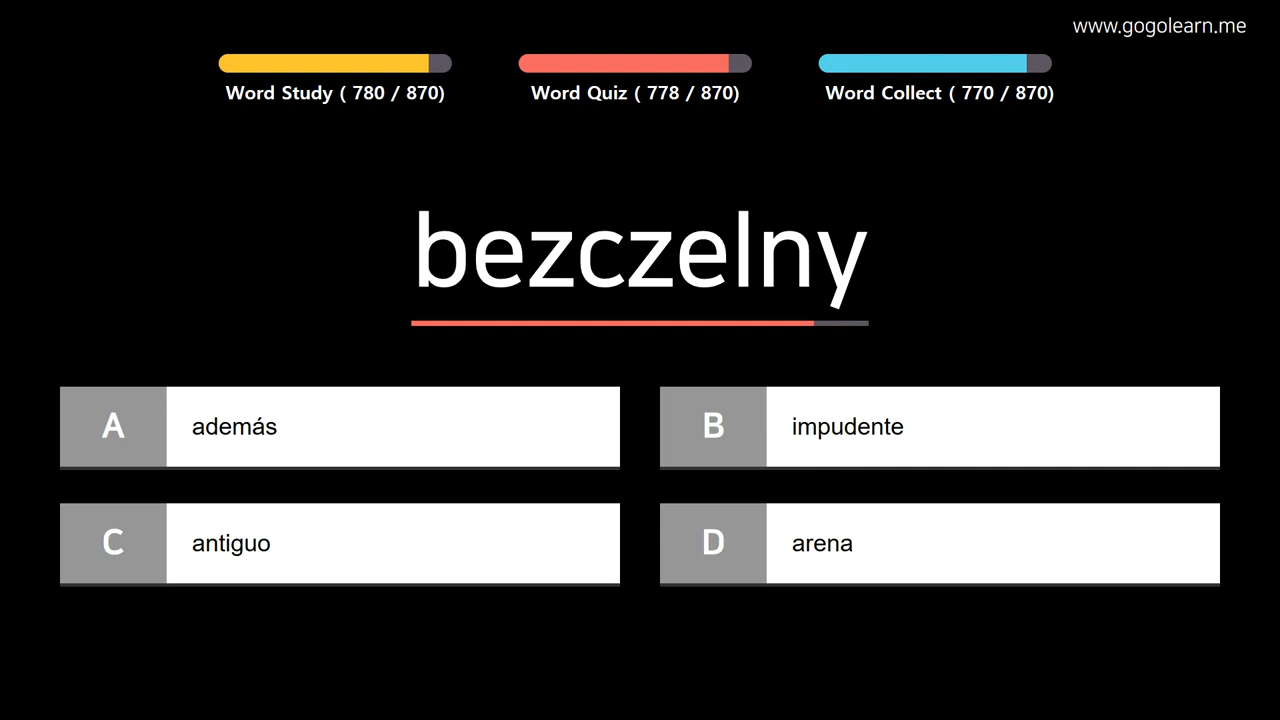 www.gogolearn.me
Word Study ( 780 / 870)
Word Quiz ( 778 / 870)
Word Collect ( 770 / 870)
bezczelny
A
además
B
impudente
C
antiguo
D
arena